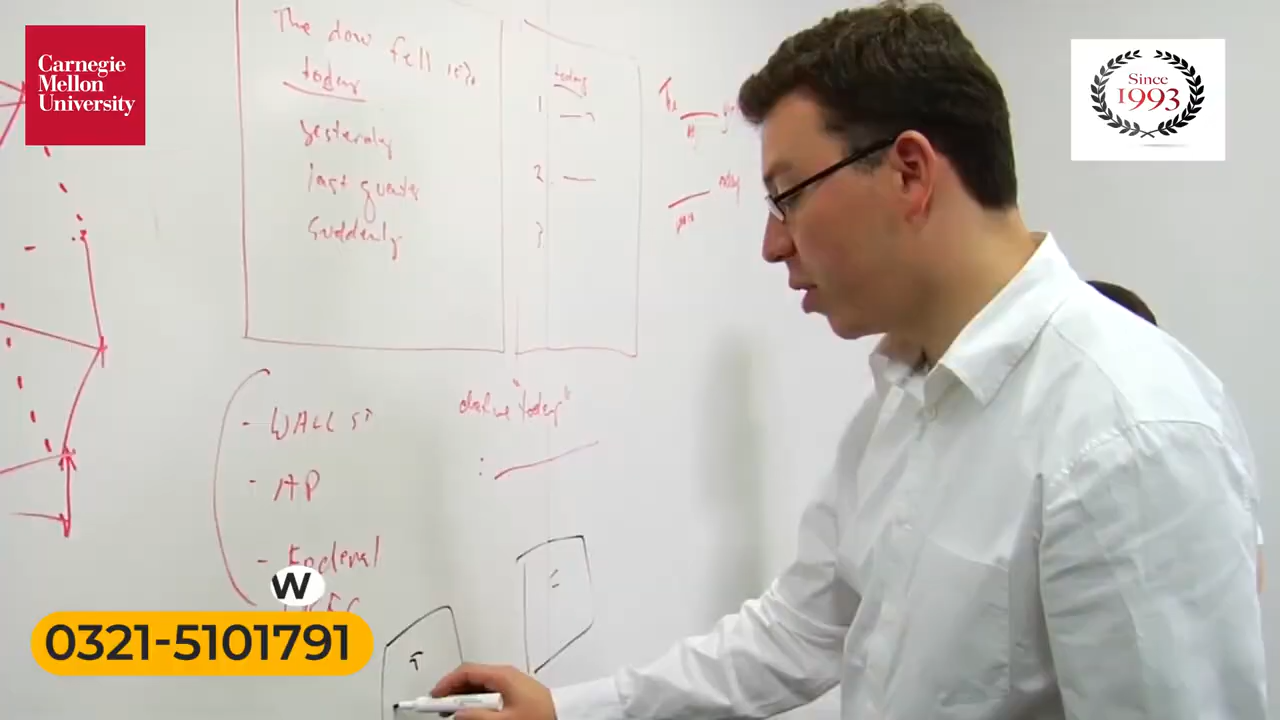 Carnegie
Mellon
University
Since
1993
The dow fell 10%
today
yesterday
last quarter
suddenly
today
1
2
3
The
define "today"
:
- WALL ST
- AP
- Federal
W
0321-5101791